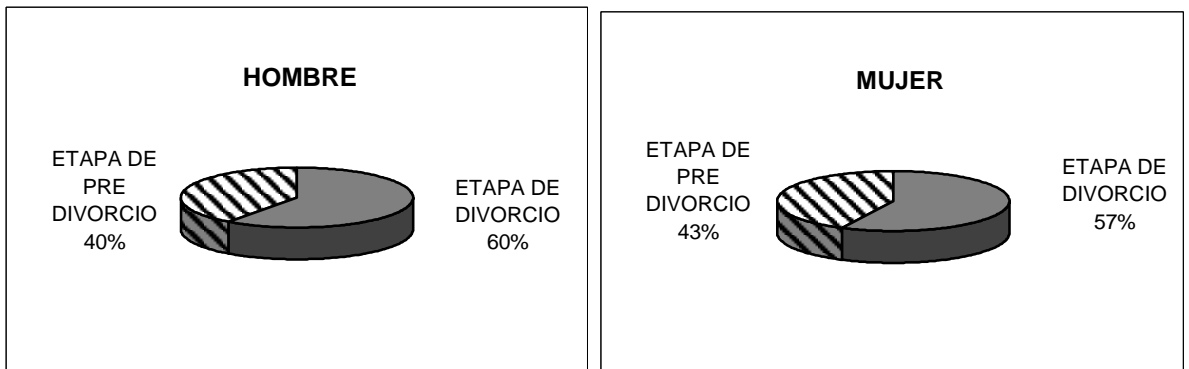 HOMBRE
ETAPA DE
PRE
DIVORCIO
40%
ETAPA DE
DIVORCIO
60%
MUJER
ETAPA DE
PRE
DIVORCIO
43%
ETAPA DE
DIVORCIO
57%